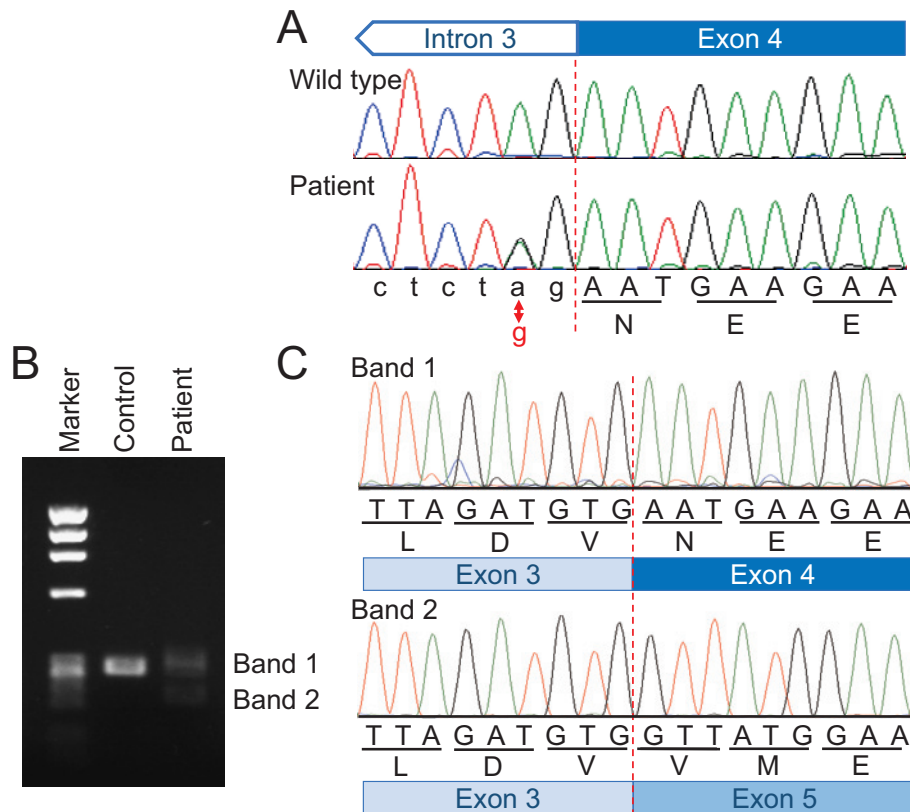 A
Intron 3 Exon 4
Wild type
Patient
c t c t a g A A T G A A G A A
g
N E E
B
Marker
Control
Patient
Band 1
Band 2
C
Band 1
T T A G A T G T G A A T G A A G A A
L D V N E E
Exon 3 Exon 4
Band 2
T T A G A T G T G G T T A T G G A A
L D V V M E
Exon 3 Exon 5